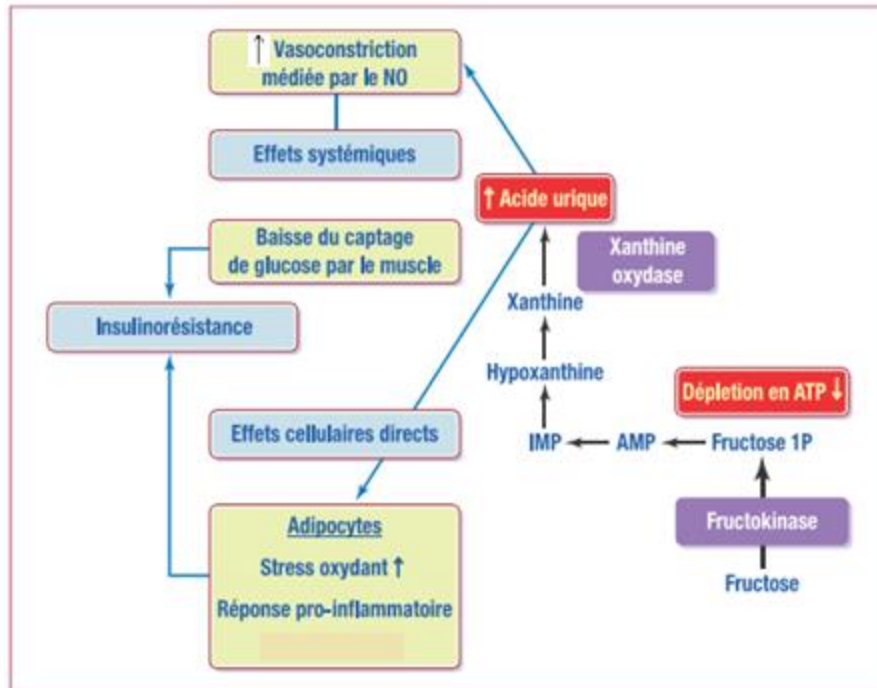 ↑ Vasoconstriction
médiée par le NO
Effets systémiques
↑ Acide urique
Baisse du captage
de glucose par le muscle
Xanthine
oxydase
Xanthine
Insulinorésistance
Hypoxanthine
Dépletion en ATP ↓
Effets cellulaires directs
IMP
AMP
Fructose 1P
Fructokinase
Adipocytes
Stress oxydant ↑
Fructose
Réponse pro-inflammatoire